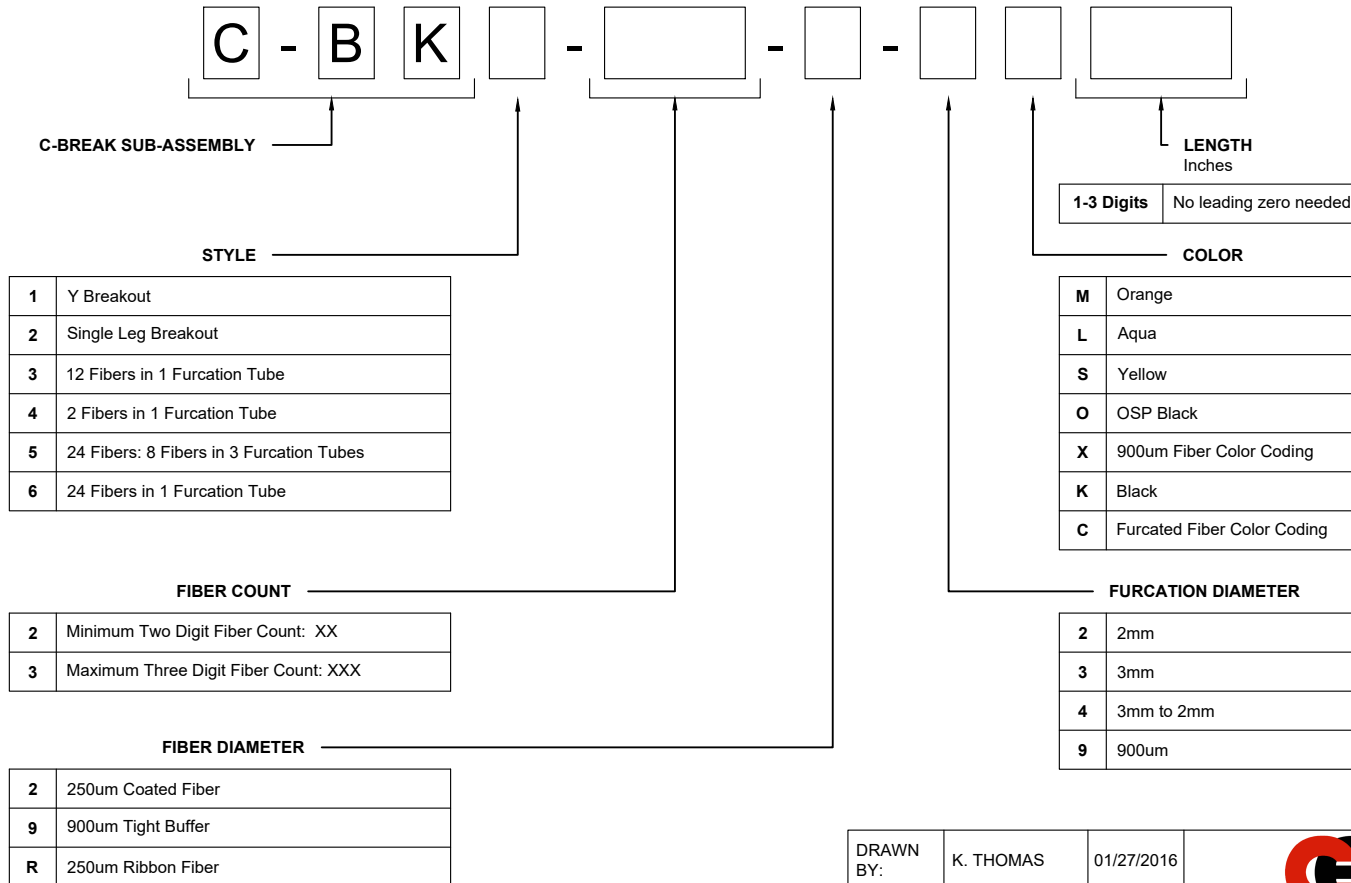 C - B K - - -
C-BREAK SUB-ASSEMBLY
LENGTH
Inches
1-3 Digits No leading zero needed
STYLE
1 Y Breakout
2 Single Leg Breakout
3 12 Fibers in 1 Furcation Tube
4 2 Fibers in 1 Furcation Tube
5 24 Fibers: 8 Fibers in 3 Furcation Tubes
6 24 Fibers in 1 Furcation Tube
COLOR
M Orange
L Aqua
S Yellow
O OSP Black
X 900um Fiber Color Coding
K Black
C Furcated Fiber Color Coding
FIBER COUNT
2 Minimum Two Digit Fiber Count: XX
3 Maximum Three Digit Fiber Count: XXX
FURCATION DIAMETER
2 2mm
3 3mm
4 3mm to 2mm
9 900um
FIBER DIAMETER
2 250um Coated Fiber
9 900um Tight Buffer
R 250um Ribbon Fiber
DRAWN
BY:
K. THOMAS
01/27/2016